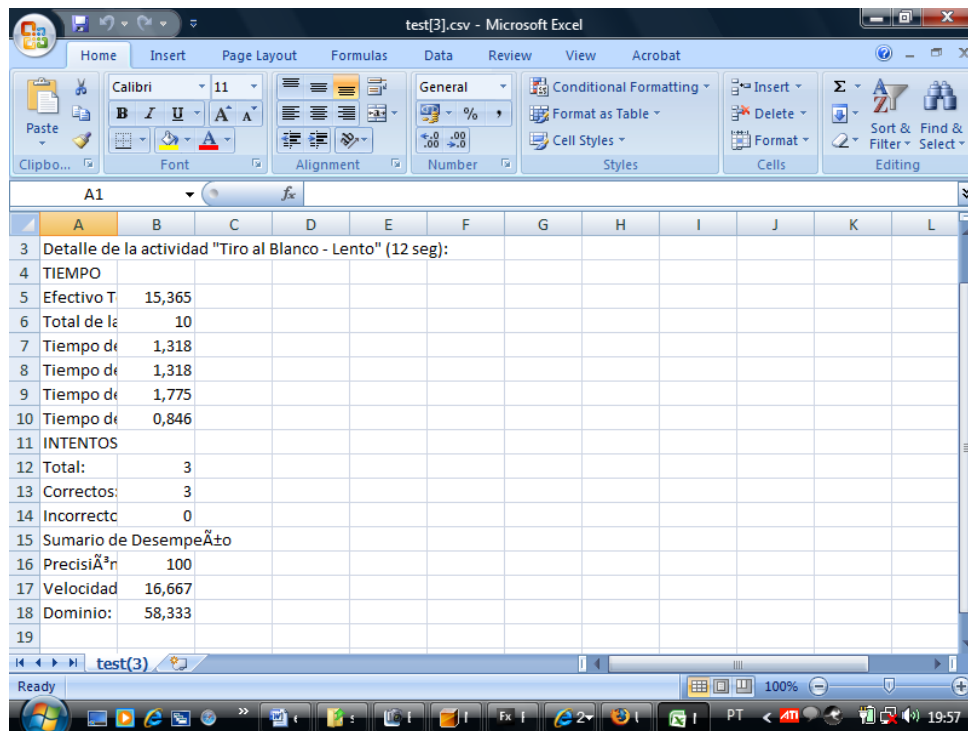 test[3].csv - Microsoft Excel
Home Insert Page Layout Formulas Data Review View Acrobat
Paste
Calibri 11
B I U A A
A
General
% ,
Conditional Formatting
Format as Table
Cell Styles
Insert
Delete
Format
Σ
Sort & Filter
Find & Select
Clipbo... Font Alignment Number Styles Cells Editing
A1 fx
A B C D E F G H I J K L
3 Detalle de la actividad "Tiro al Blanco - Lento" (12 seg):
4 TIEMPO
5 Efectivo T 15,365
6 Total de la 10
7 Tiempo de 1,318
8 Tiempo de 1,318
9 Tiempo de 1,775
10 Tiempo de 0,846
11 INTENTOS
12 Total: 3
13 Correctos: 3
14 Incorrecto 0
15 Sumario de DesempeÃ±o
16 PrecisiÃ³n 100
17 Velocidad 16,667
18 Dominio: 58,333
19
test(3)
Ready 100%
PT ATI 19:57